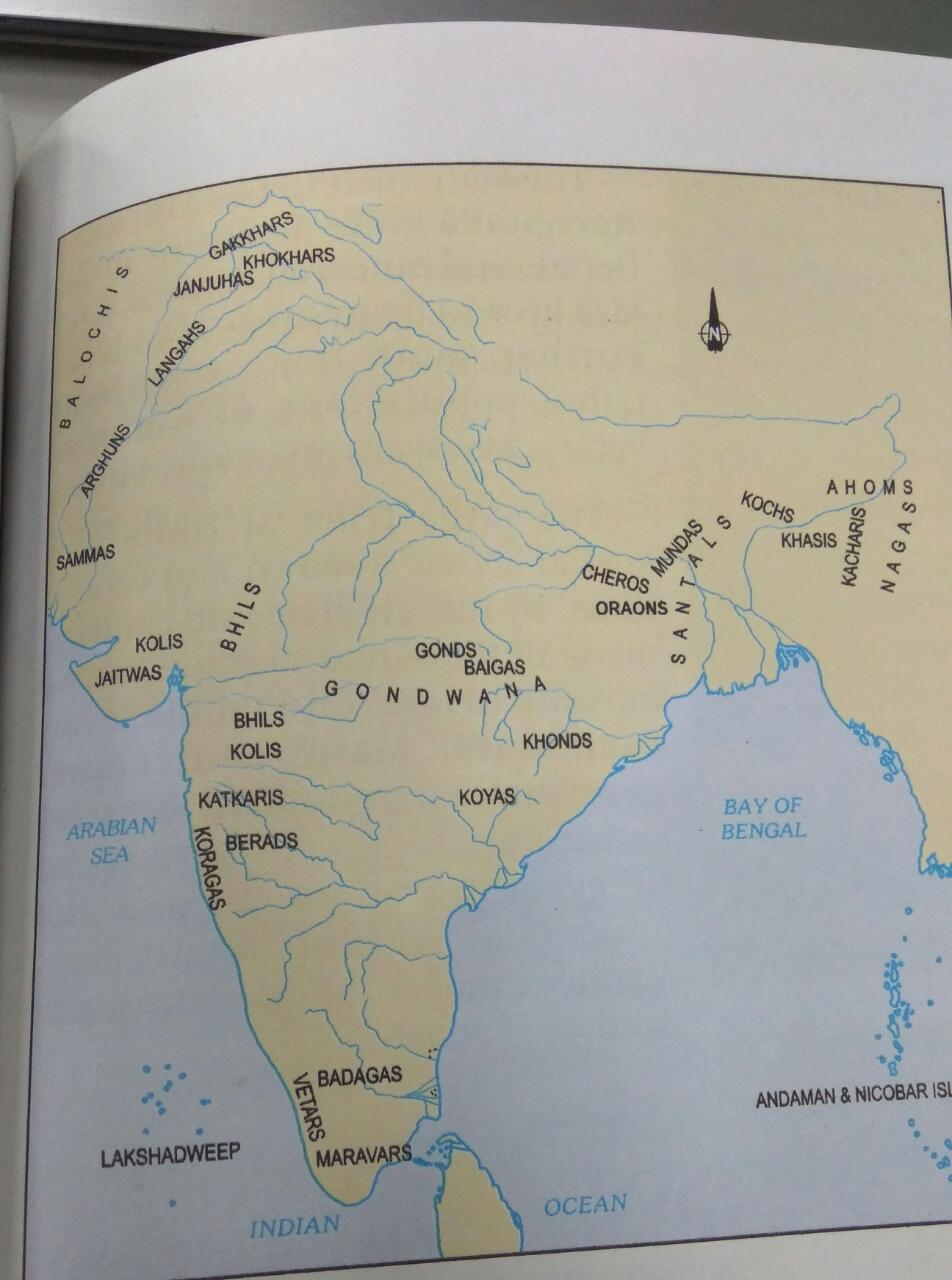 GAKKHARS
KHOKHARS
JANJUHAS
BALOCHIS
LANGAHS
N
ARGHUNS
AHOMS
KOCHS
KHASIS
KACHARIS
NAGAS
SAMMAS
MUNDAS
CHEROS
ORAONS
SANTALS
BHILS
KOLIS
JAITWAS
GONDS
BAIGAS
GONDWANA
BHILS
KOLIS
KHONDS
KATKARIS
KOYAS
BERADS
KORAGAS
ARABIAN
SEA
BAY OF
BENGAL
BADAGAS
VETARS
MARAVARS
ANDAMAN & NICOBAR ISL
LAKSHADWEEP
INDIAN
OCEAN